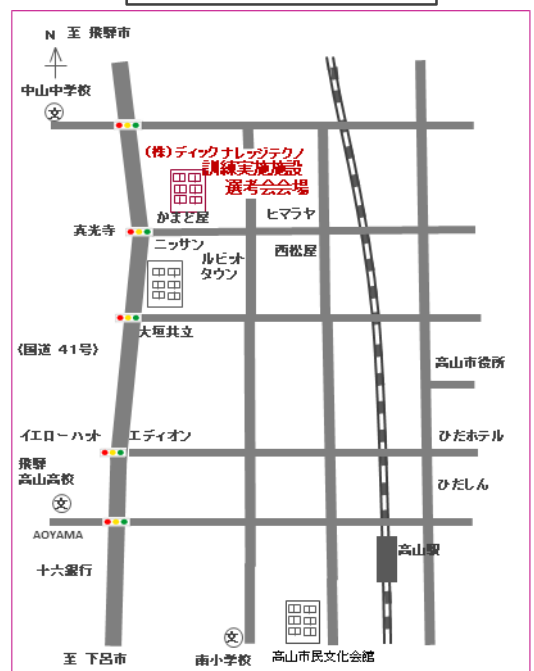 N 至 飛騨市
中山中学校
文
(株)ディックナレッジテクノ
訓練実施施設
選考会会場
かまど屋
ヒマラヤ
真光寺
ニッサン
西松屋
ルビット
タウン
大垣共立
《国道 41号》
高山市役所
イエローハット
エディオン
ひだホテル
飛騨
高山高校
ひだしん
文
AOYAMA
高山駅
十六銀行
文
至 下呂市
南小学校
高山市民文化会館